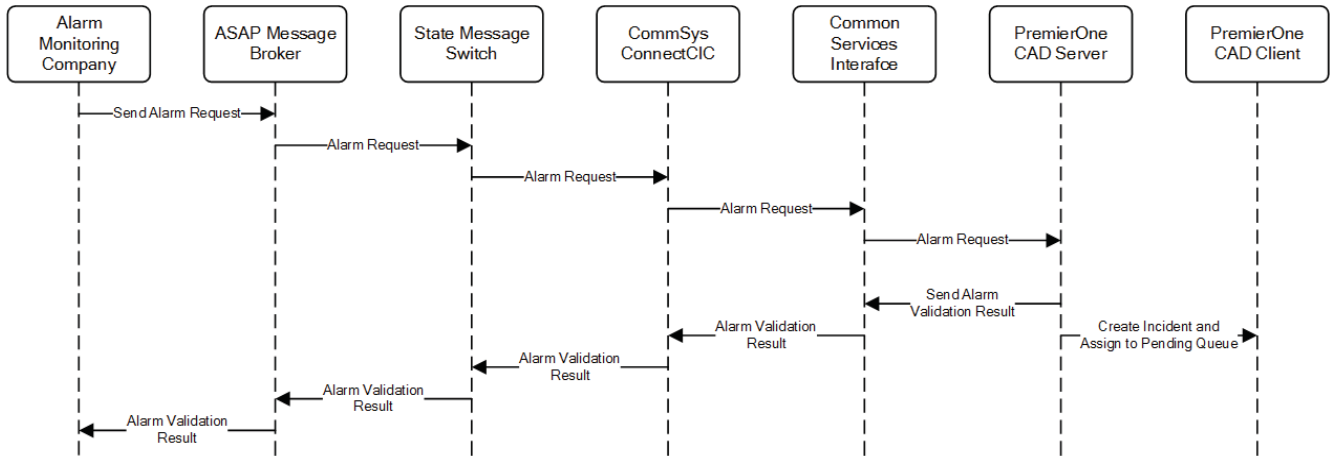 Alarm
Monitoring
Company
ASAP Message
Broker
State Message
Switch
CommSys
ConnectCIC
Common
Services
Interafce
PremierOne
CAD Server
PremierOne
CAD Client
Send Alarm Request
Alarm Request
Alarm Request
Alarm Request
Alarm Request
Send Alarm
Validation Result
Create Incident and
Assign to Pending Queue
Alarm Validation
Result
Alarm Validation
Result
Alarm Validation
Result
Alarm Validation
Result